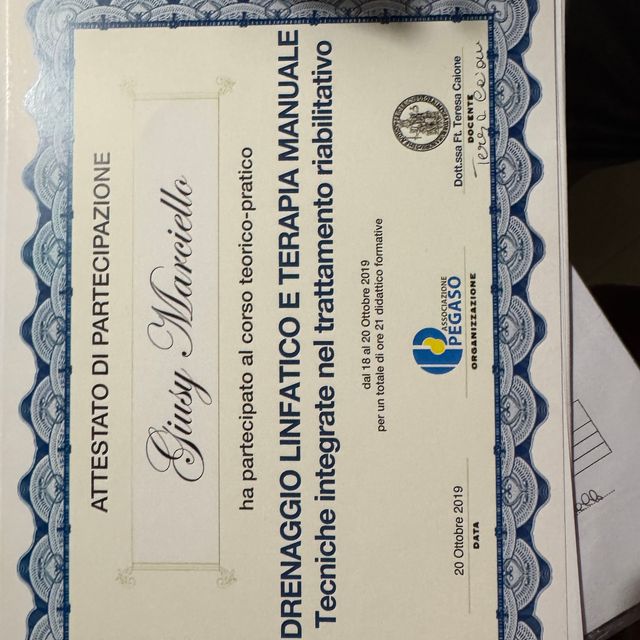 ATTESTATO DI PARTECIPAZIONE
Giusy Marciello
ha partecipato al corso teorico-pratico
DRENAGGIO LINFATICO E TERAPIA MANUALE
Tecniche integrate nel trattamento riabilitativo
dal 18 al 20 Ottobre 2019
per un totale di ore 21 didattico formative
20 Ottobre 2019
DATA
ASSOCIAZIONE
PEGASO
ORGANIZZAZIONE
Dott.ssa Ft. Teresa Caione
DOCENTE
Teresa Caione